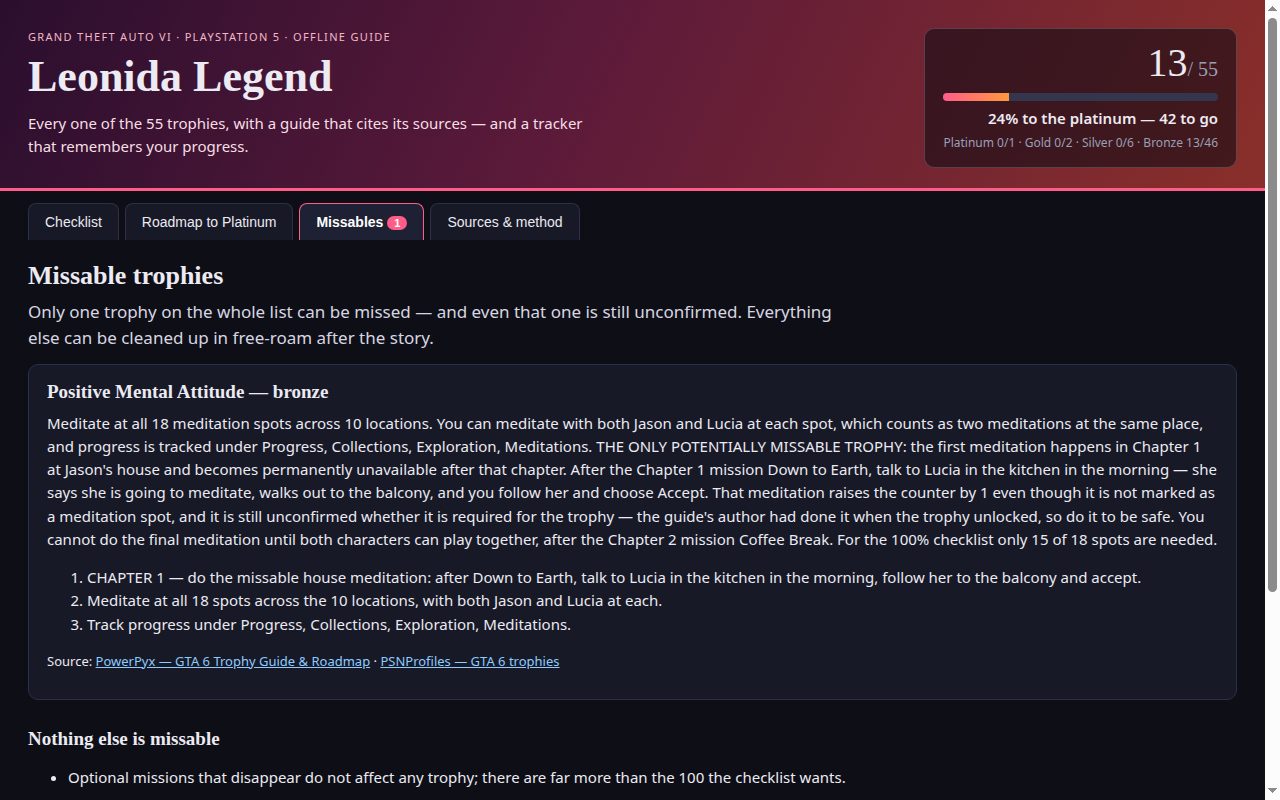 GRAND THEFT AUTO VI · PLAYSTATION 5 · OFFLINE GUIDE
Leonida Legend
Every one of the 55 trophies, with a guide that cites its sources — and a tracker
that remembers your progress.
13/ 55
24% to the platinum — 42 to go
Platinum 0/1 · Gold 0/2 · Silver 0/6 · Bronze 13/46
Checklist
Roadmap to Platinum
Missables 1
Sources & method
Missable trophies
Only one trophy on the whole list can be missed — and even that one is still unconfirmed. Everything
else can be cleaned up in free-roam after the story.
Positive Mental Attitude — bronze
Meditate at all 18 meditation spots across 10 locations. You can meditate with both Jason and Lucia at each spot, which counts as two meditations at the same place,
and progress is tracked under Progress, Collections, Exploration, Meditations. THE ONLY POTENTIALLY MISSABLE TROPHY: the first meditation happens in Chapter 1
at Jason's house and becomes permanently unavailable after that chapter. After the Chapter 1 mission Down to Earth, talk to Lucia in the kitchen in the morning — she
says she is going to meditate, walks out to the balcony, and you follow her and choose Accept. That meditation raises the counter by 1 even though it is not marked as
a meditation spot, and it is still unconfirmed whether it is required for the trophy — the guide's author had done it when the trophy unlocked, so do it to be safe. You
cannot do the final meditation until both characters can play together, after the Chapter 2 mission Coffee Break. For the 100% checklist only 15 of 18 spots are needed.
1. CHAPTER 1 — do the missable house meditation: after Down to Earth, talk to Lucia in the kitchen in the morning, follow her to the balcony and accept.
2. Meditate at all 18 spots across the 10 locations, with both Jason and Lucia at each.
3. Track progress under Progress, Collections, Exploration, Meditations.
Source: PowerPyx — GTA 6 Trophy Guide & Roadmap · PSNProfiles — GTA 6 trophies
Nothing else is missable
• Optional missions that disappear do not affect any trophy; there are far more than the 100 the checklist wants.